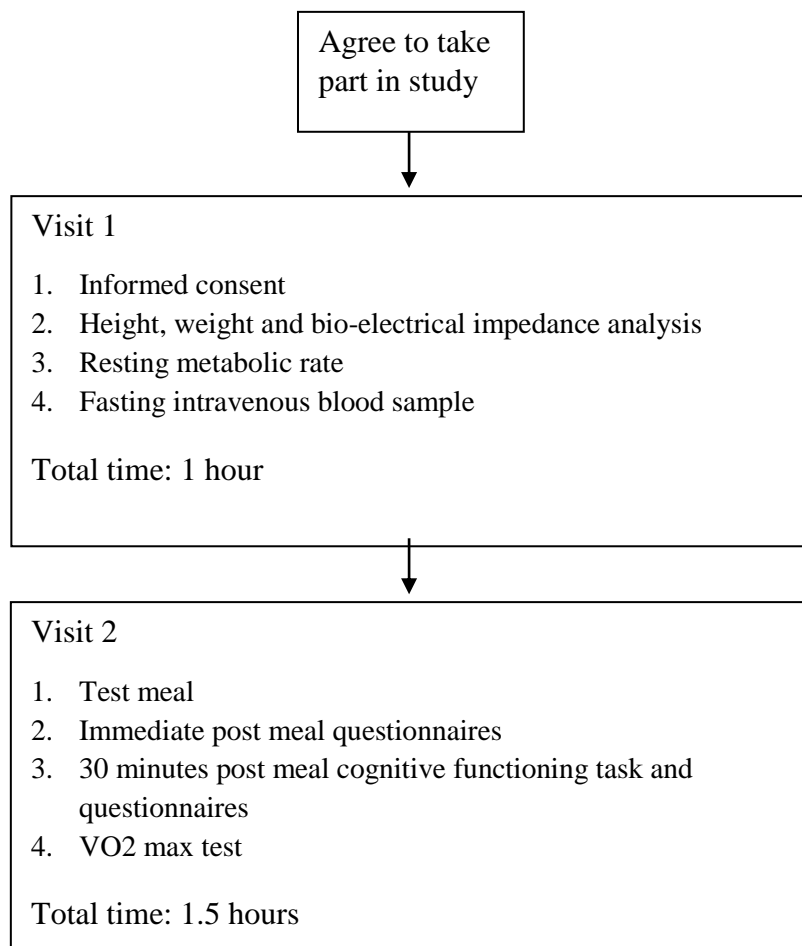 Agree to take
part in study
Visit 1
1. Informed consent
2. Height, weight and bio-electrical impedance analysis
3. Resting metabolic rate
4. Fasting intravenous blood sample
Total time: 1 hour
Visit 2
1. Test meal
2. Immediate post meal questionnaires
3. 30 minutes post meal cognitive functioning task and
questionnaires
4. VO2 max test
Total time: 1.5 hours